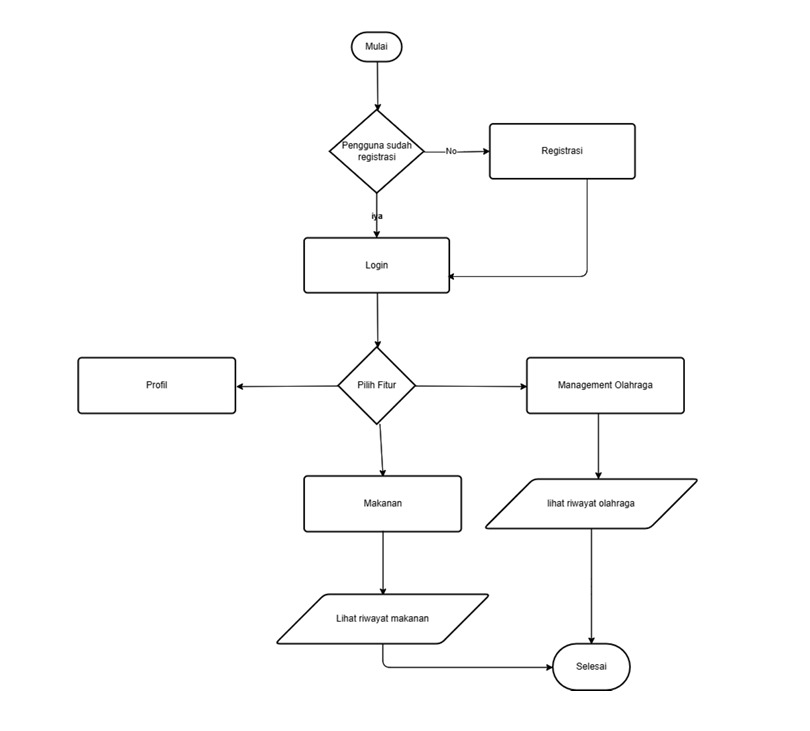 Mulai
Pengguna sudah
registrasi
No
Registrasi
iya
Login
Profil
Pilih Fitur
Management Olahraga
Makanan
lihat riwayat olahraga
Lihat riwayat makanan
Selesai